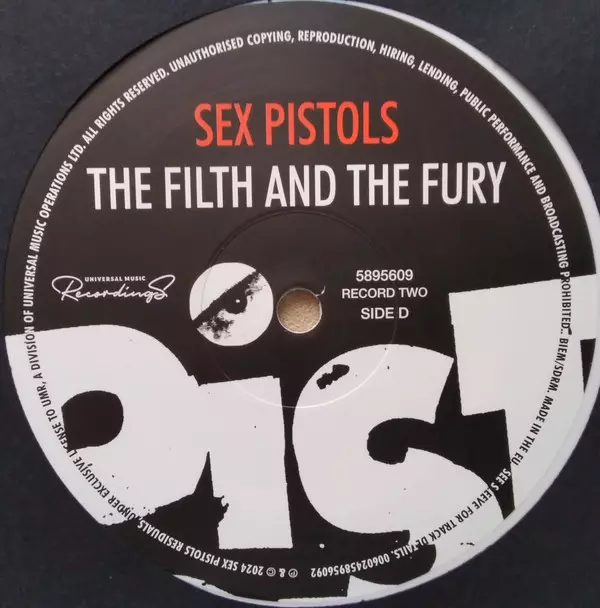 SEX PISTOLS
THE FILTH AND THE FURY
UNIVERSAL MUSIC
Recordings
5895609
RECORD TWO
SIDE D
PIST
℗ & © 2024 SEX PISTOLS RESIDUALS, UNDER EXCLUSIVE LICENSE TO UMR, A DIVISION OF UNIVERSAL MUSIC OPERATIONS LTD. ALL RIGHTS RESERVED. UNAUTHORISED COPYING, REPRODUCTION, HIRING, LENDING, PUBLIC PERFORMANCE AND BROADCASTING PROHIBITED.. BIEM/SDRM. MADE IN THE EU. SEE SLEEVE FOR TRACK DETAILS. 00602458956092